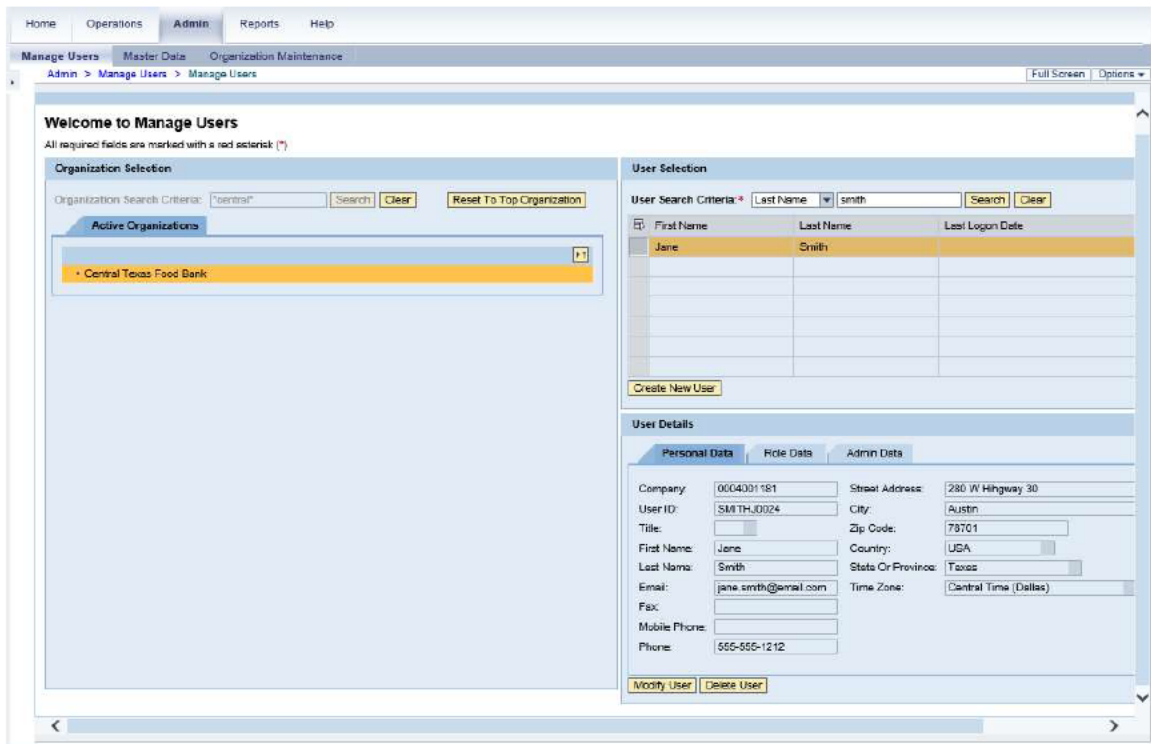 Home Operations Admin Reports Help
Manage Users Master Data Organization Maintenance
Admin > Manage Users > Manage Users
Full Screen Options
Welcome to Manage Users
All required fields are marked with a red asterisk (*)
Organization Selection
Organization Search Criteria: *central* Search Clear Reset To Top Organization
Active Organizations
• Central Texas Food Bank
User Selection
User Search Criteria:* Last Name smith Search Clear
First Name Last Name Last Logon Date
Jane Smith
Create New User
User Details
Personal Data Role Data Admin Data
Company: 0004001181 Street Address: 280 W Hihgway 30
User ID: SMITHJ0024 City: Austin
Title: Zip Code: 78701
First Name: Jane Country: USA
Last Name: Smith State Or Province: Texas
Email: jane.smith@email.com Time Zone: Central Time (Dallas)
Fax:
Mobile Phone:
Phone: 555-555-1212
Modify User Delete User